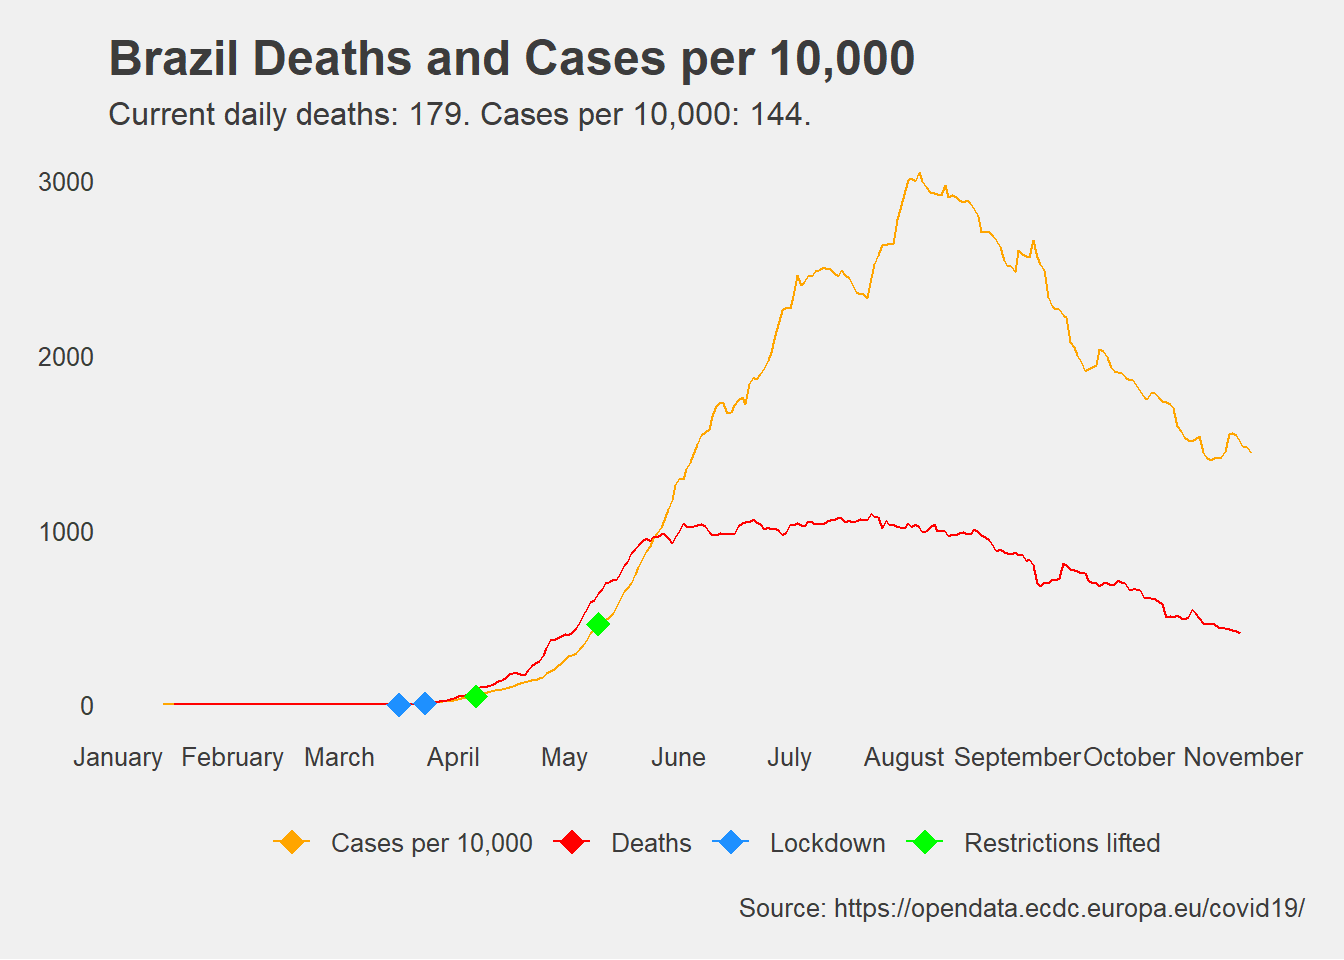 Brazil Deaths and Cases per 10,000
Current daily deaths: 179. Cases per 10,000: 144.
3000
2000
1000
0
January February March April May June July August September October November
Cases per 10,000 Deaths Lockdown Restrictions lifted
Source: https://opendata.ecdc.europa.eu/covid19/